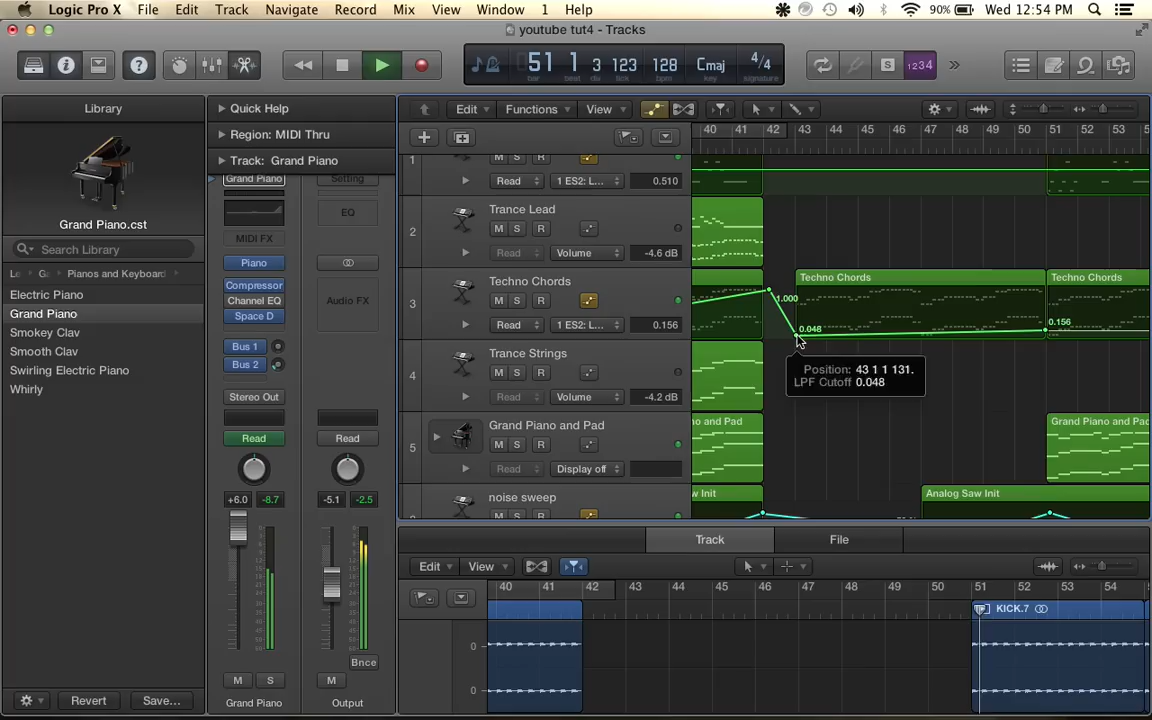 Logic Pro X File Edit Track Navigate Record Mix View Window 1 Help 90% Wed 12:54 PM
youtube tut4 - Tracks
51 1 3 123 128 Cmaj 4/4
bar beat div tick bpm key signature
1234
Library
Quick Help
Region: MIDI Thru
Track: Grand Piano
Grand Piano.cst
Search Library
Pianos and Keyboard
Electric Piano
Grand Piano
Smokey Clav
Smooth Clav
Swirling Electric Piano
Whirly
Revert Save...
Grand Piano Setting
EQ
MIDI FX
Piano
Compressor
Channel EQ Audio FX
Space D
Bus 1
Bus 2
Stereo Out
Read Read
+6.0 -8.7 -5.1 -2.5
Bnce
M S M
Grand Piano Output
Edit Functions View
40 41 42 43 44 45 46 47 48 49 50 51 52 53
1 M S R
Read 1 ES2: L... 0.510
Trance Lead
2 M S R
Read Volume -4.6 dB
Techno Chords
3 M S R
Read 1 ES2: L... 0.156
Techno Chords Techno Chords
1.000
0.048 0.156
Position: 43 1 1 131.
LPF Cutoff 0.048
Trance Strings
4 M S R
Read Volume -4.2 dB
Grand Piano and Pad
5 M S R
Read Display off
no and Pad Grand Piano and Pad
noise sweep
w Init Analog Saw Init
Track File
Edit View
40 41 42 43 44 45 46 47 48 49 50 51 52 53 54
KICK.7
0
0